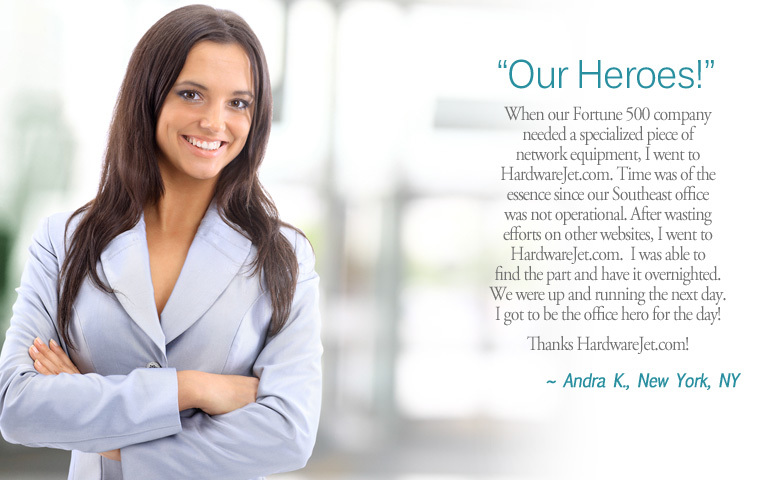 “Our Heroes!”
When our Fortune 500 company
needed a specialized piece of
network equipment, I went to
HardwareJet.com. Time was of the
essence since our Southeast office
was not operational. After wasting
efforts on other websites, I went to
HardwareJet.com.  I was able to
find the part and have it overnighted.
We were up and running the next day.
I got to be the office hero for the day!
Thanks HardwareJet.com!
~ Andra K., New York, NY